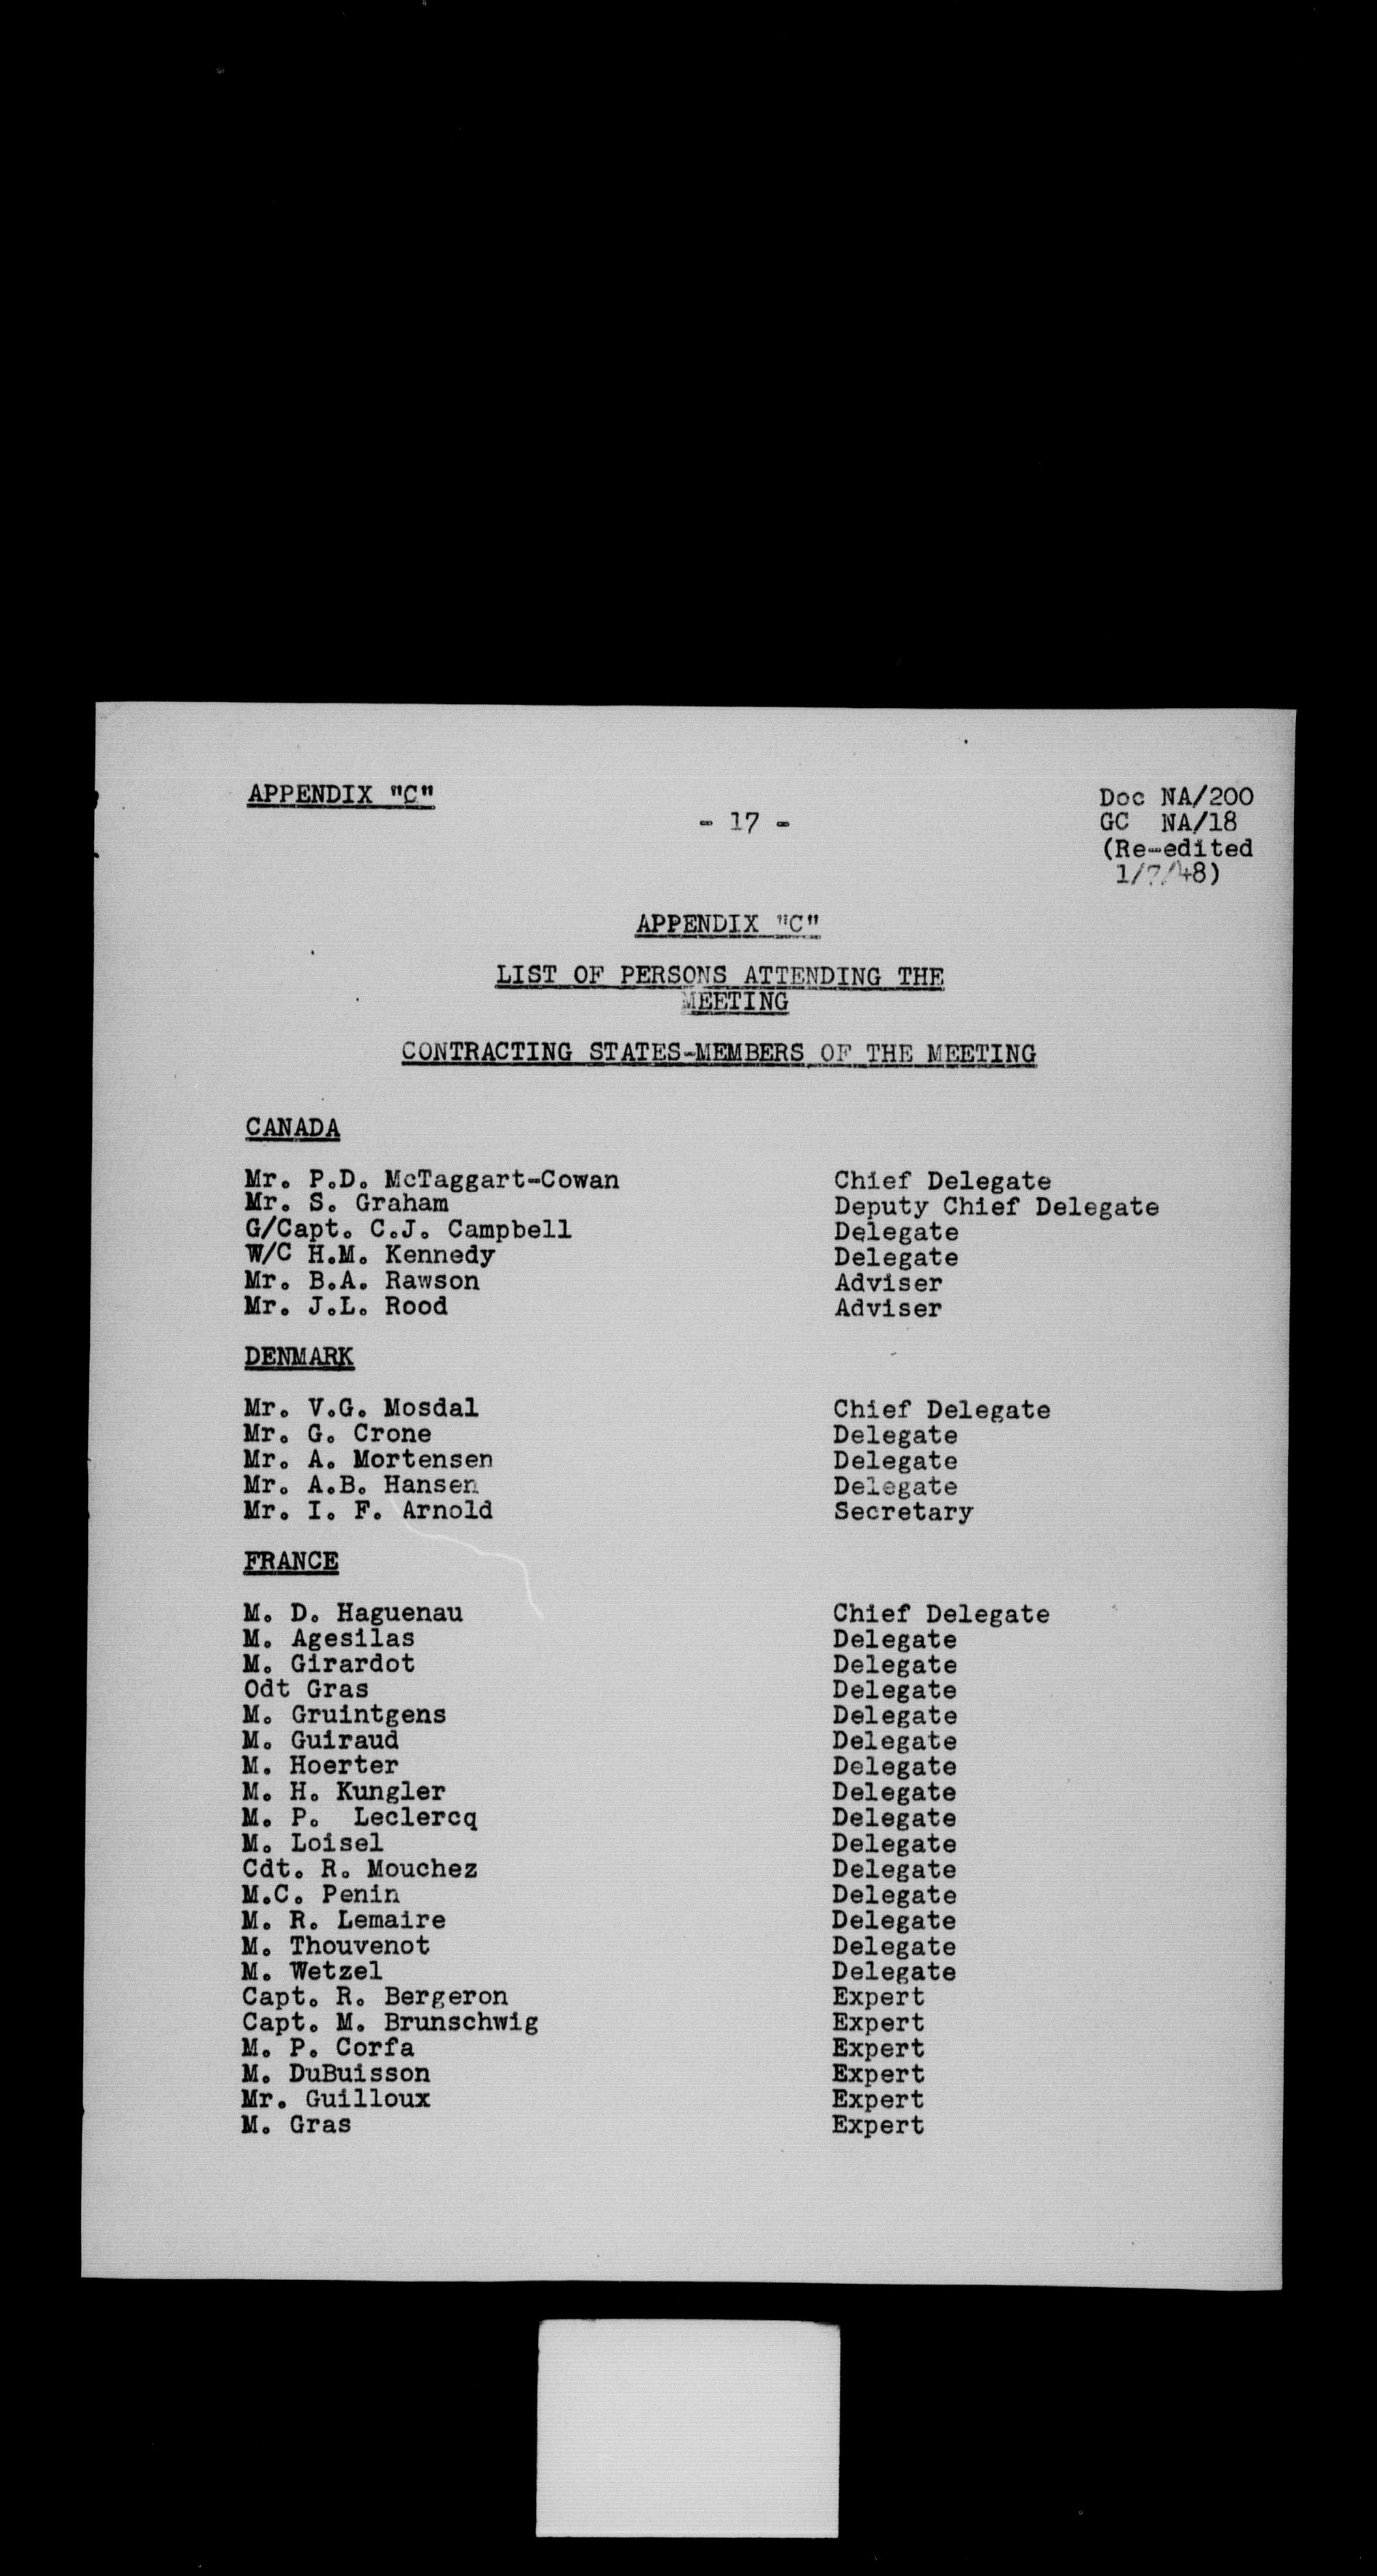 APPENDIX "C"
- 17 -
Doc NA/200
GC NA/18
(Re-edited
1/7/48)
APPENDIX "C"
LIST OF PERSONS ATTENDING THE
MEETING
CONTRACTING STATES-MEMBERS OF THE MEETING
CANADA
Mr. P.D. McTaggart-Cowan Chief Delegate
Mr. S. Graham Deputy Chief Delegate
G/Capt. C.J. Campbell Delegate
W/C H.M. Kennedy Delegate
Mr. B.A. Rawson Adviser
Mr. J.L. Rood Adviser
DENMARK
Mr. V.G. Mosdal Chief Delegate
Mr. G. Crone Delegate
Mr. A. Mortensen Delegate
Mr. A.B. Hansen Delegate
Mr. I. F. Arnold Secretary
FRANCE
M. D. Haguenau Chief Delegate
M. Agesilas Delegate
M. Girardot Delegate
Odt Gras Delegate
M. Gruintgens Delegate
M. Guiraud Delegate
M. Hoerter Delegate
M. H. Kungler Delegate
M. P. Leclercq Delegate
M. Loisel Delegate
Cdt. R. Mouchez Delegate
M.C. Penin Delegate
M. R. Lemaire Delegate
M. Thouvenot Delegate
M. Wetzel Delegate
Capt. R. Bergeron Expert
Capt. M. Brunschwig Expert
M. P. Corfa Expert
M. DuBuisson Expert
Mr. Guilloux Expert
M. Gras Expert